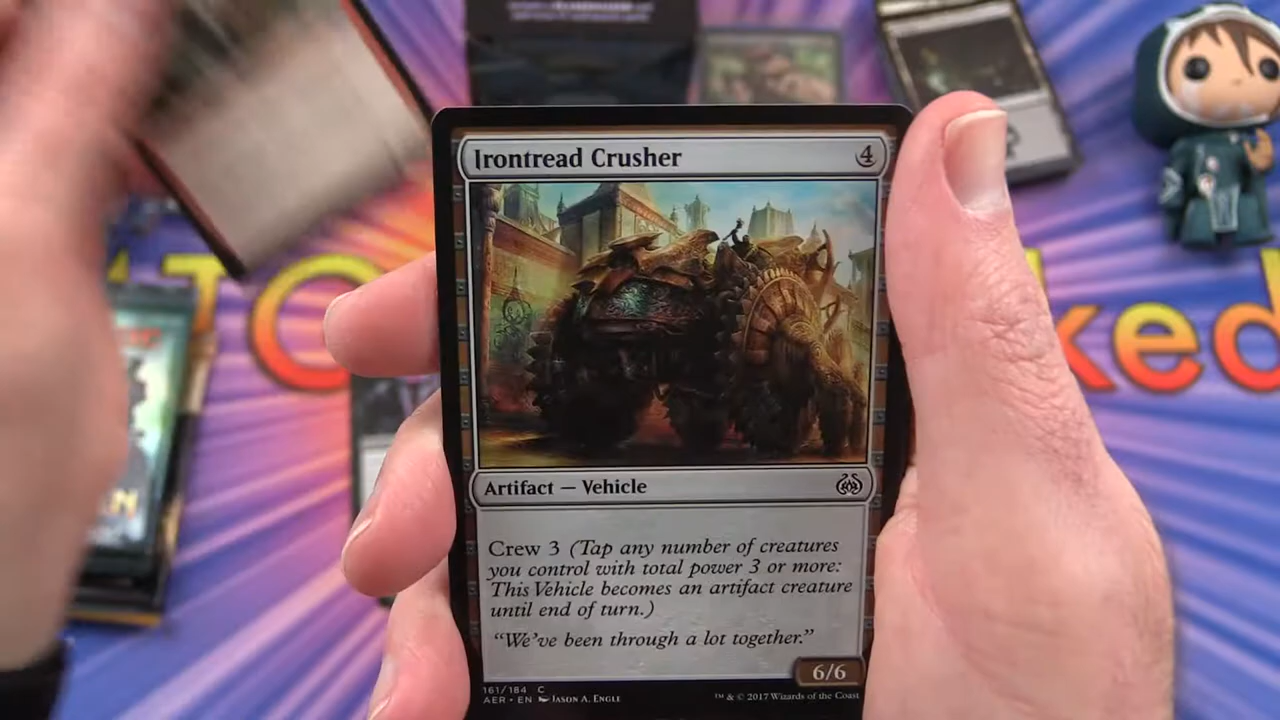 Irontread Crusher 4
Artifact — Vehicle
Crew 3 (Tap any number of creatures
you control with total power 3 or more:
This Vehicle becomes an artifact creature
until end of turn.)
“We’ve been through a lot together.”
6/6
161/184 C
AER • EN Jason A. Engle
™ & © 2017 Wizards of the Coast